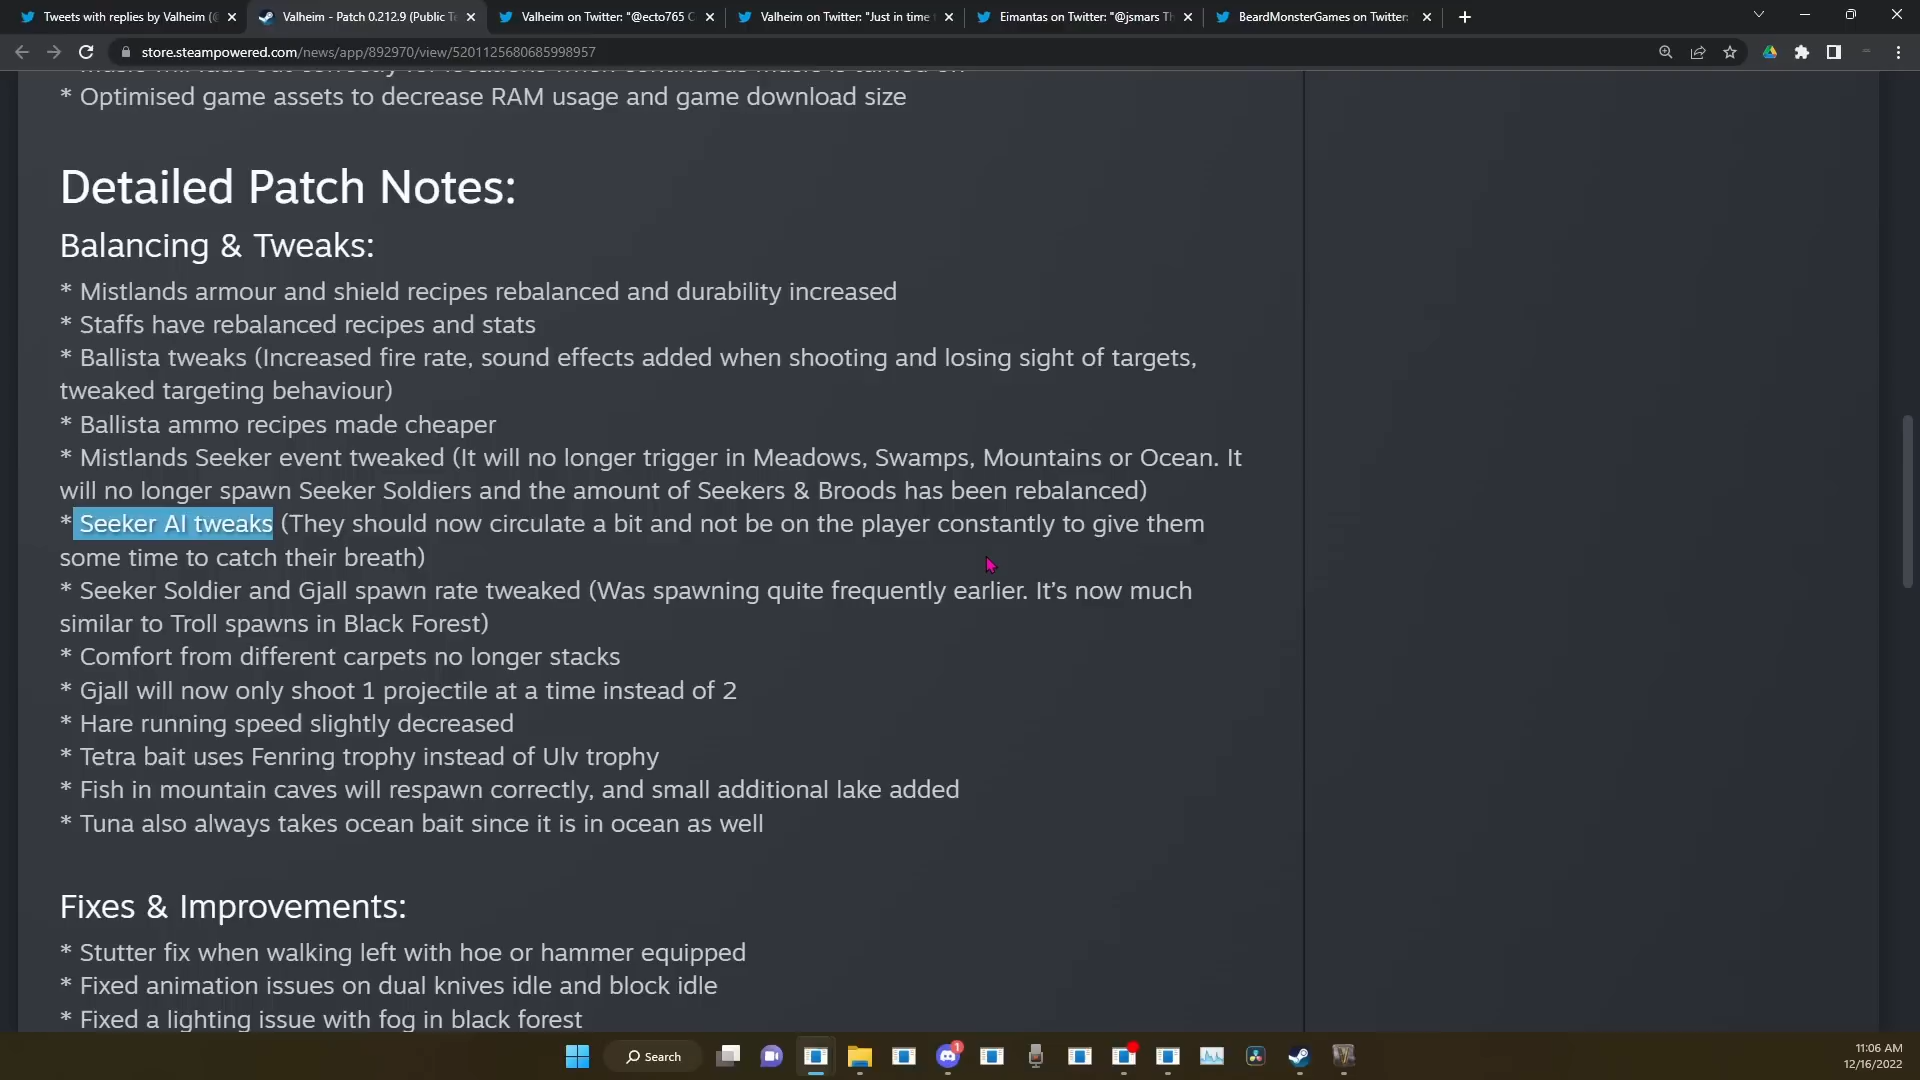 Tweets with replies by Valheim (@
Valheim - Patch 0.212.9 (Public Te
Valheim on Twitter: "@ecto765 C
Valheim on Twitter: "Just in time
Eimantas on Twitter: "@jsmars Th
BeardMonsterGames on Twitter:
store.steampowered.com/news/app/892970/view/5201125680685998957
* Optimised game assets to decrease RAM usage and game download size
Detailed Patch Notes:
Balancing & Tweaks:
* Mistlands armour and shield recipes rebalanced and durability increased
* Staffs have rebalanced recipes and stats
* Ballista tweaks (Increased fire rate, sound effects added when shooting and losing sight of targets,
tweaked targeting behaviour)
* Ballista ammo recipes made cheaper
* Mistlands Seeker event tweaked (It will no longer trigger in Meadows, Swamps, Mountains or Ocean. It
will no longer spawn Seeker Soldiers and the amount of Seekers & Broods has been rebalanced)
* Seeker AI tweaks (They should now circulate a bit and not be on the player constantly to give them
some time to catch their breath)
* Seeker Soldier and Gjall spawn rate tweaked (Was spawning quite frequently earlier. It's now much
similar to Troll spawns in Black Forest)
* Comfort from different carpets no longer stacks
* Gjall will now only shoot 1 projectile at a time instead of 2
* Hare running speed slightly decreased
* Tetra bait uses Fenring trophy instead of Ulv trophy
* Fish in mountain caves will respawn correctly, and small additional lake added
* Tuna also always takes ocean bait since it is in ocean as well
Fixes & Improvements:
* Stutter fix when walking left with hoe or hammer equipped
* Fixed animation issues on dual knives idle and block idle
* Fixed a lighting issue with fog in black forest
Search
1
11:06 AM
12/16/2022